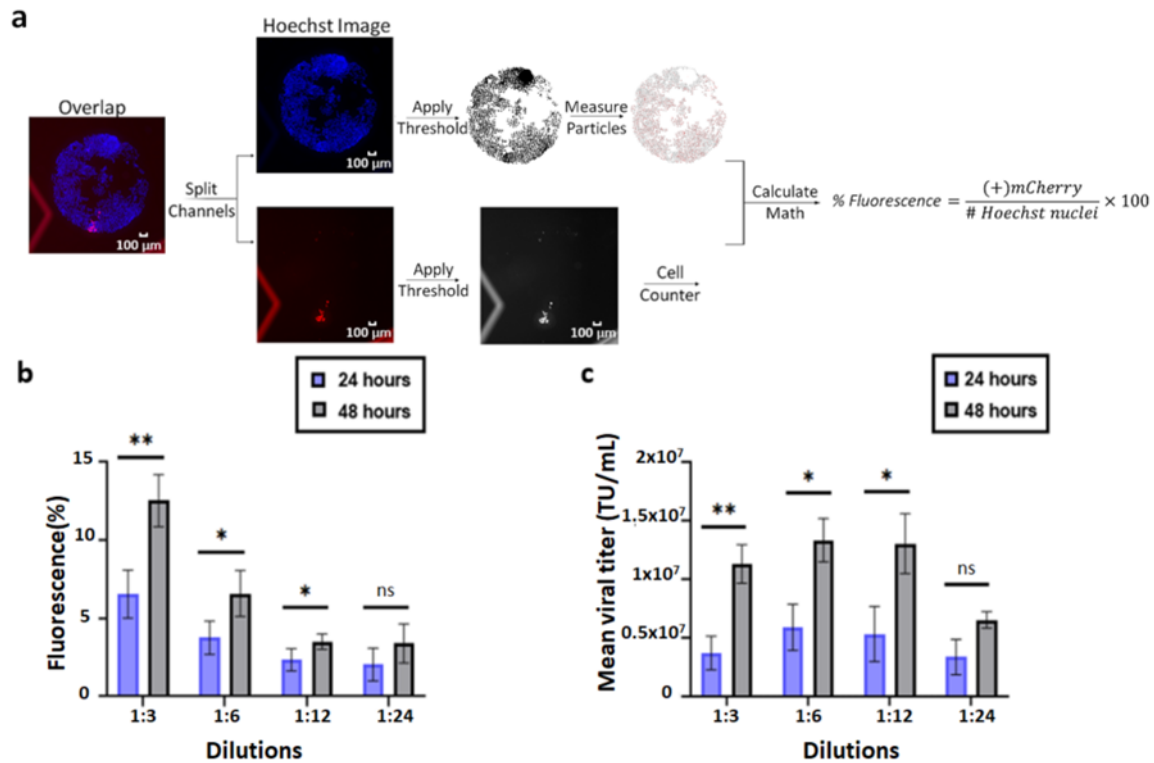 a
Hoechst Image
Overlap
Apply
Threshold
Measure
Particles
100 µm
Split
Channels
100 µm
Calculate
Math
% Fluorescence = (+)mCherry / # Hoechst nuclei × 100
Apply
Threshold
Cell
Counter
100 µm
100 µm
b
24 hours
48 hours
**
*
*
ns
15
10
5
0
Fluorescence(%)
1:3 1:6 1:12 1:24
Dilutions
c
24 hours
48 hours
**
*
*
ns
2x10⁷
1.5x10⁷
1x10⁷
0.5x10⁷
0
Mean viral titer (TU/mL)
1:3 1:6 1:12 1:24
Dilutions